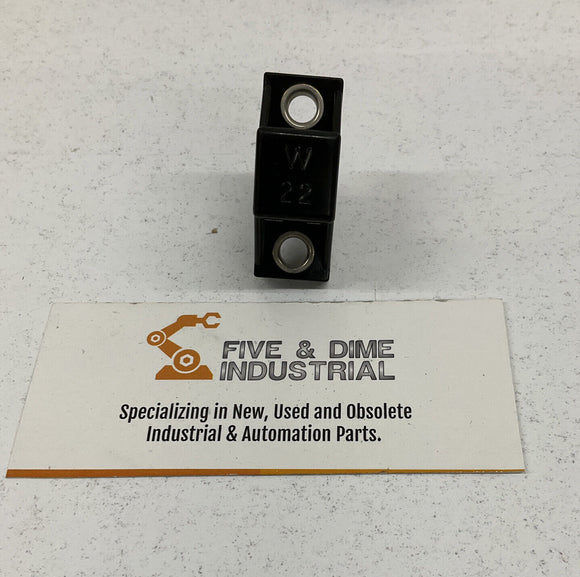 W
22
FIVE & DIME
INDUSTRIAL
Specializing in New, Used and Obsolete
Industrial & Automation Parts.